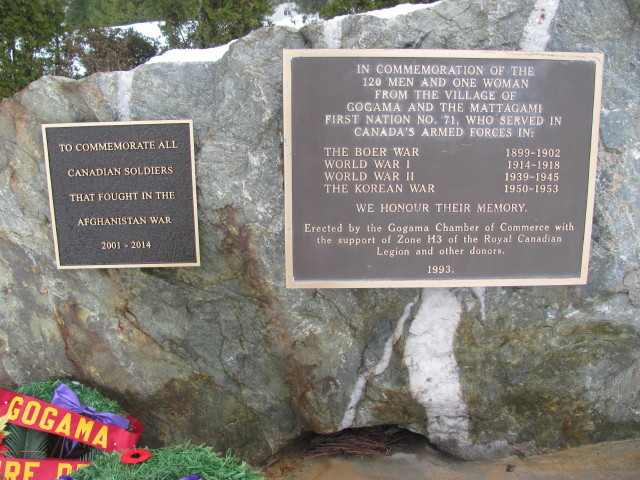 TO COMMEMORATE ALL
CANADIAN SOLDIERS
THAT FOUGHT IN THE
AFGHANISTAN WAR
2001 - 2014
IN COMMEMORATION OF THE
120 MEN AND ONE WOMAN
FROM THE VILLAGE OF
GOGAMA AND THE MATTAGAMI
FIRST NATION NO. 71, WHO SERVED IN
CANADA'S ARMED FORCES IN:
THE BOER WAR 1899-1902
WORLD WAR I 1914-1918
WORLD WAR II 1939-1945
THE KOREAN WAR 1950-1953
WE HONOUR THEIR MEMORY.
Erected by the Gogama Chamber of Commerce with
the support of Zone H3 of the Royal Canadian
Legion and other donors.
1993.
GOGAMA